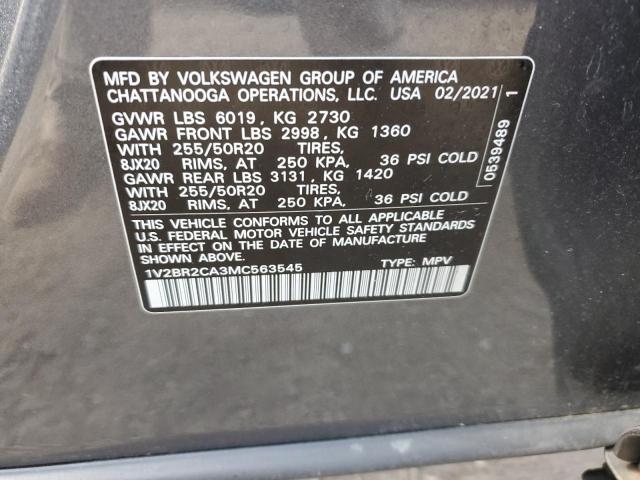 MFD BY VOLKSWAGEN GROUP OF AMERICA
CHATTANOOGA OPERATIONS, LLC. USA 02/2021
GVWR LBS 6019, KG 2730
GAWR FRONT LBS 2998, KG 1360
WITH 255/50R20 TIRES,
8JX20 RIMS, AT 250 KPA, 36 PSI COLD
GAWR REAR LBS 3131, KG 1420
WITH 255/50R20 TIRES,
8JX20 RIMS, AT 250 KPA, 36 PSI COLD
THIS VEHICLE CONFORMS TO ALL APPLICABLE
U.S. FEDERAL MOTOR VEHICLE SAFETY STANDARDS
IN EFFECT ON THE DATE OF MANUFACTURE
SHOWN ABOVE.
1V2BR2CA3MC563545 TYPE: MPV
0539489 1